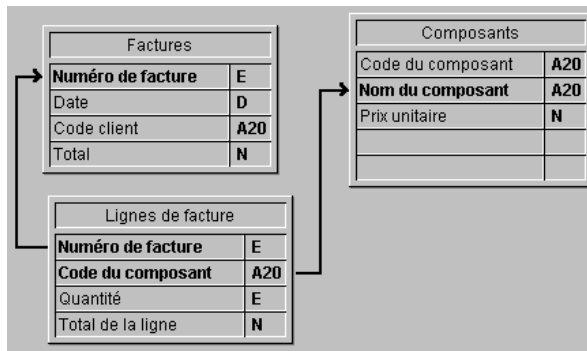 Factures
Numéro de facture E
Date D
Code client A20
Total N
Composants
Code du composant A20
Nom du composant A20
Prix unitaire N
Lignes de facture
Numéro de facture E
Code du composant A20
Quantité E
Total de la ligne N